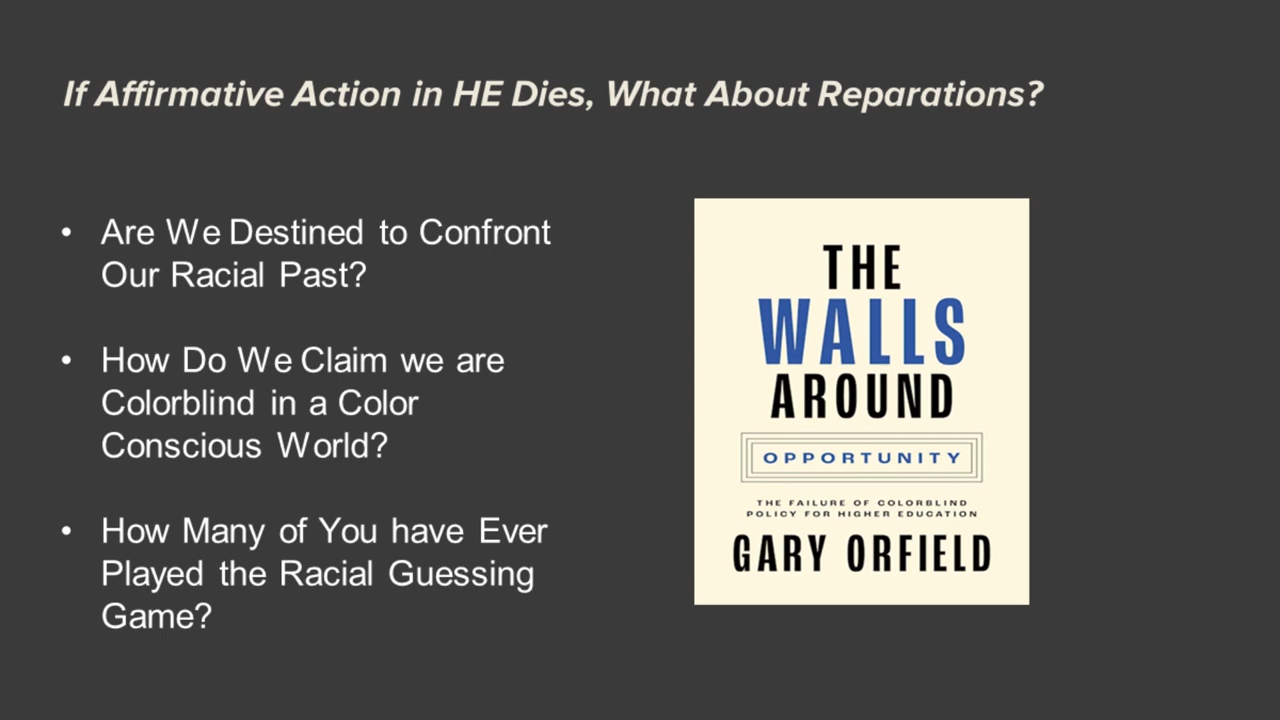 If Affirmative Action in HE Dies, What About Reparations?
• Are We Destined to Confront
Our Racial Past?
• How Do We Claim we are
Colorblind in a Color
Conscious World?
• How Many of You have Ever
Played the Racial Guessing
Game?
THE
WALLS
AROUND
OPPORTUNITY
THE FAILURE OF COLORBLIND
POLICY FOR HIGHER EDUCATION
GARY ORFIELD